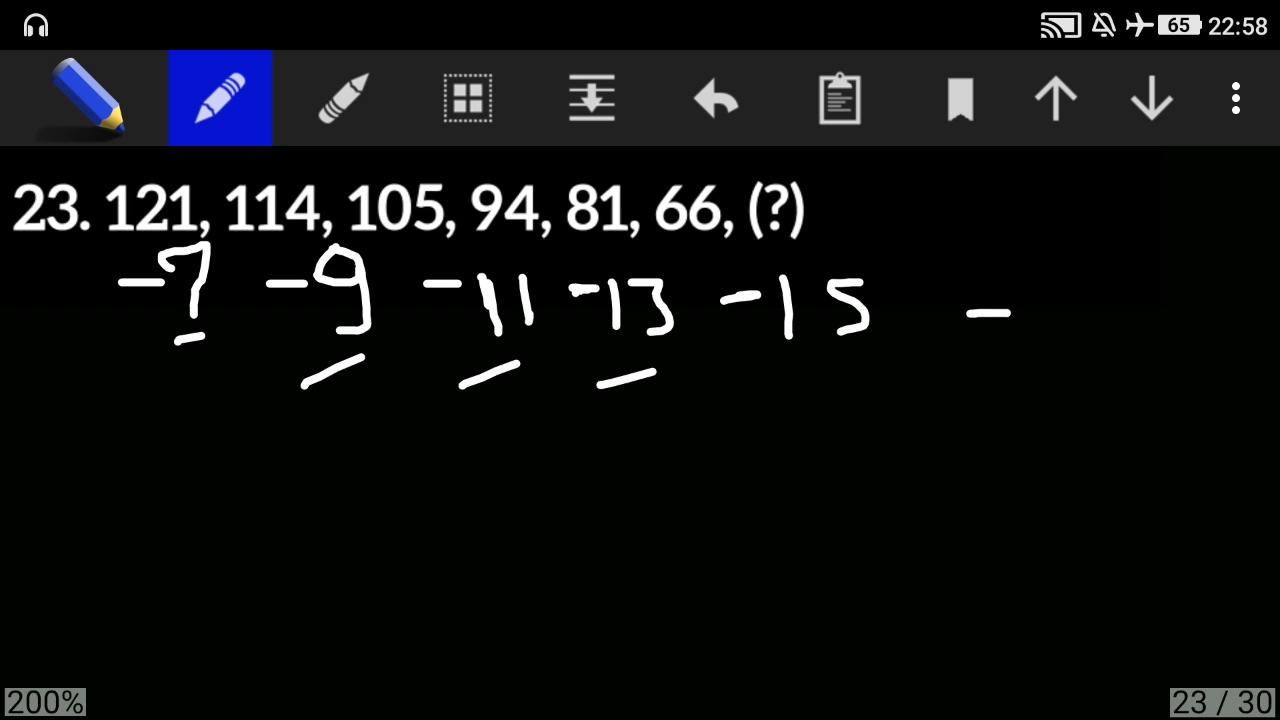 65 22:58
23. 121, 114, 105, 94, 81, 66, (?)
-7 -9 -11 -13 -15 -
200% 23 / 30